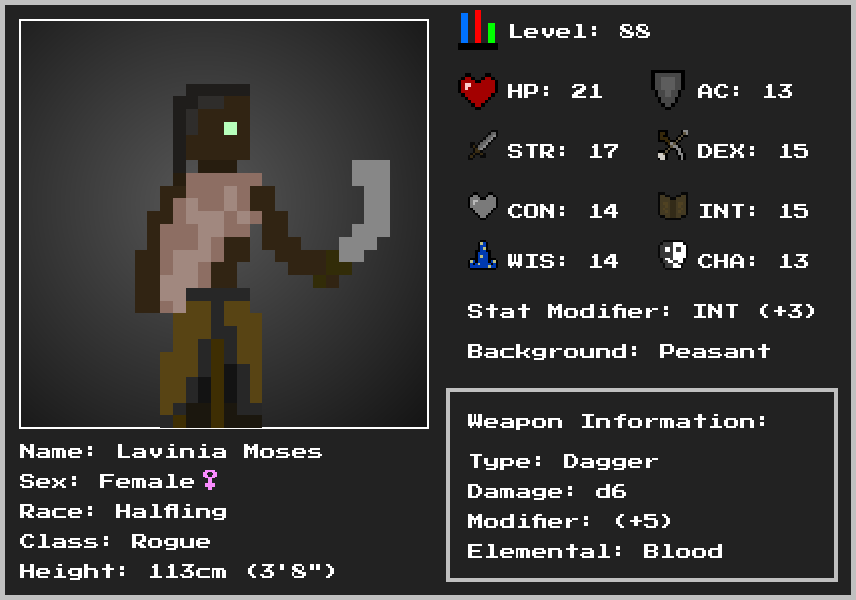 Level: 88
HP: 21
AC: 13
STR: 17
DEX: 15
CON: 14
INT: 15
WIS: 14
CHA: 13
Stat Modifier: INT (+3)
Background: Peasant
Weapon Information:
Type: Dagger
Damage: d6
Modifier: (+5)
Elemental: Blood
Name: Lavinia Moses
Sex: Female♀
Race: Halfling
Class: Rogue
Height: 113cm (3'8")